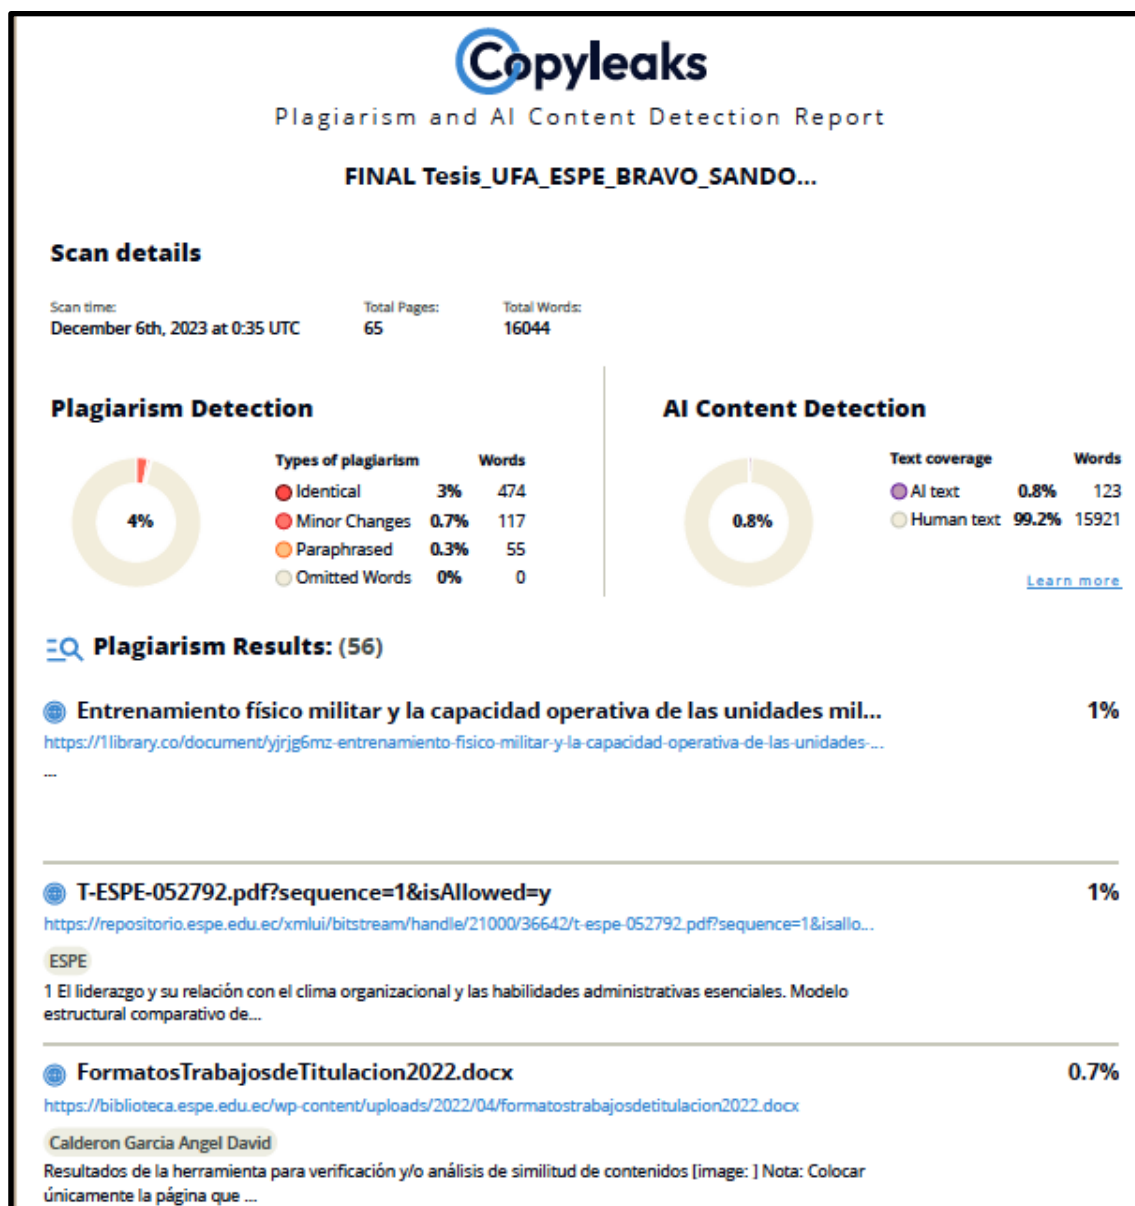 Copyleaks
Plagiarism and AI Content Detection Report
FINAL Tesis_UFA_ESPE_BRAVO_SANDO...
Scan details
Scan time: Total Pages: Total Words:
December 6th, 2023 at 0:35 UTC 65 16044
Plagiarism Detection
4%
Types of plagiarism Words
Identical 3% 474
Minor Changes 0.7% 117
Paraphrased 0.3% 55
Omitted Words 0% 0
AI Content Detection
0.8%
Text coverage Words
AI text 0.8% 123
Human text 99.2% 15921
Learn more
Plagiarism Results: (56)
Entrenamiento físico militar y la capacidad operativa de las unidades mil... 1%
https://1library.co/document/yjrjg6mz-entrenamiento-fisico-militar-y-la-capacidad-operativa-de-las-unidades-...
...
T-ESPE-052792.pdf?sequence=1&isAllowed=y 1%
https://repositorio.espe.edu.ec/xmlui/bitstream/handle/21000/36642/t-espe-052792.pdf?sequence=1&isallo...
ESPE
1 El liderazgo y su relación con el clima organizacional y las habilidades administrativas esenciales. Modelo
estructural comparativo de...
FormatosTrabajosdeTitulacion2022.docx 0.7%
https://biblioteca.espe.edu.ec/wp-content/uploads/2022/04/formatostrabajosdetitulacion2022.docx
Calderon Garcia Angel David
Resultados de la herramienta para verificación y/o análisis de similitud de contenidos [image: ] Nota: Colocar
únicamente la página que ...